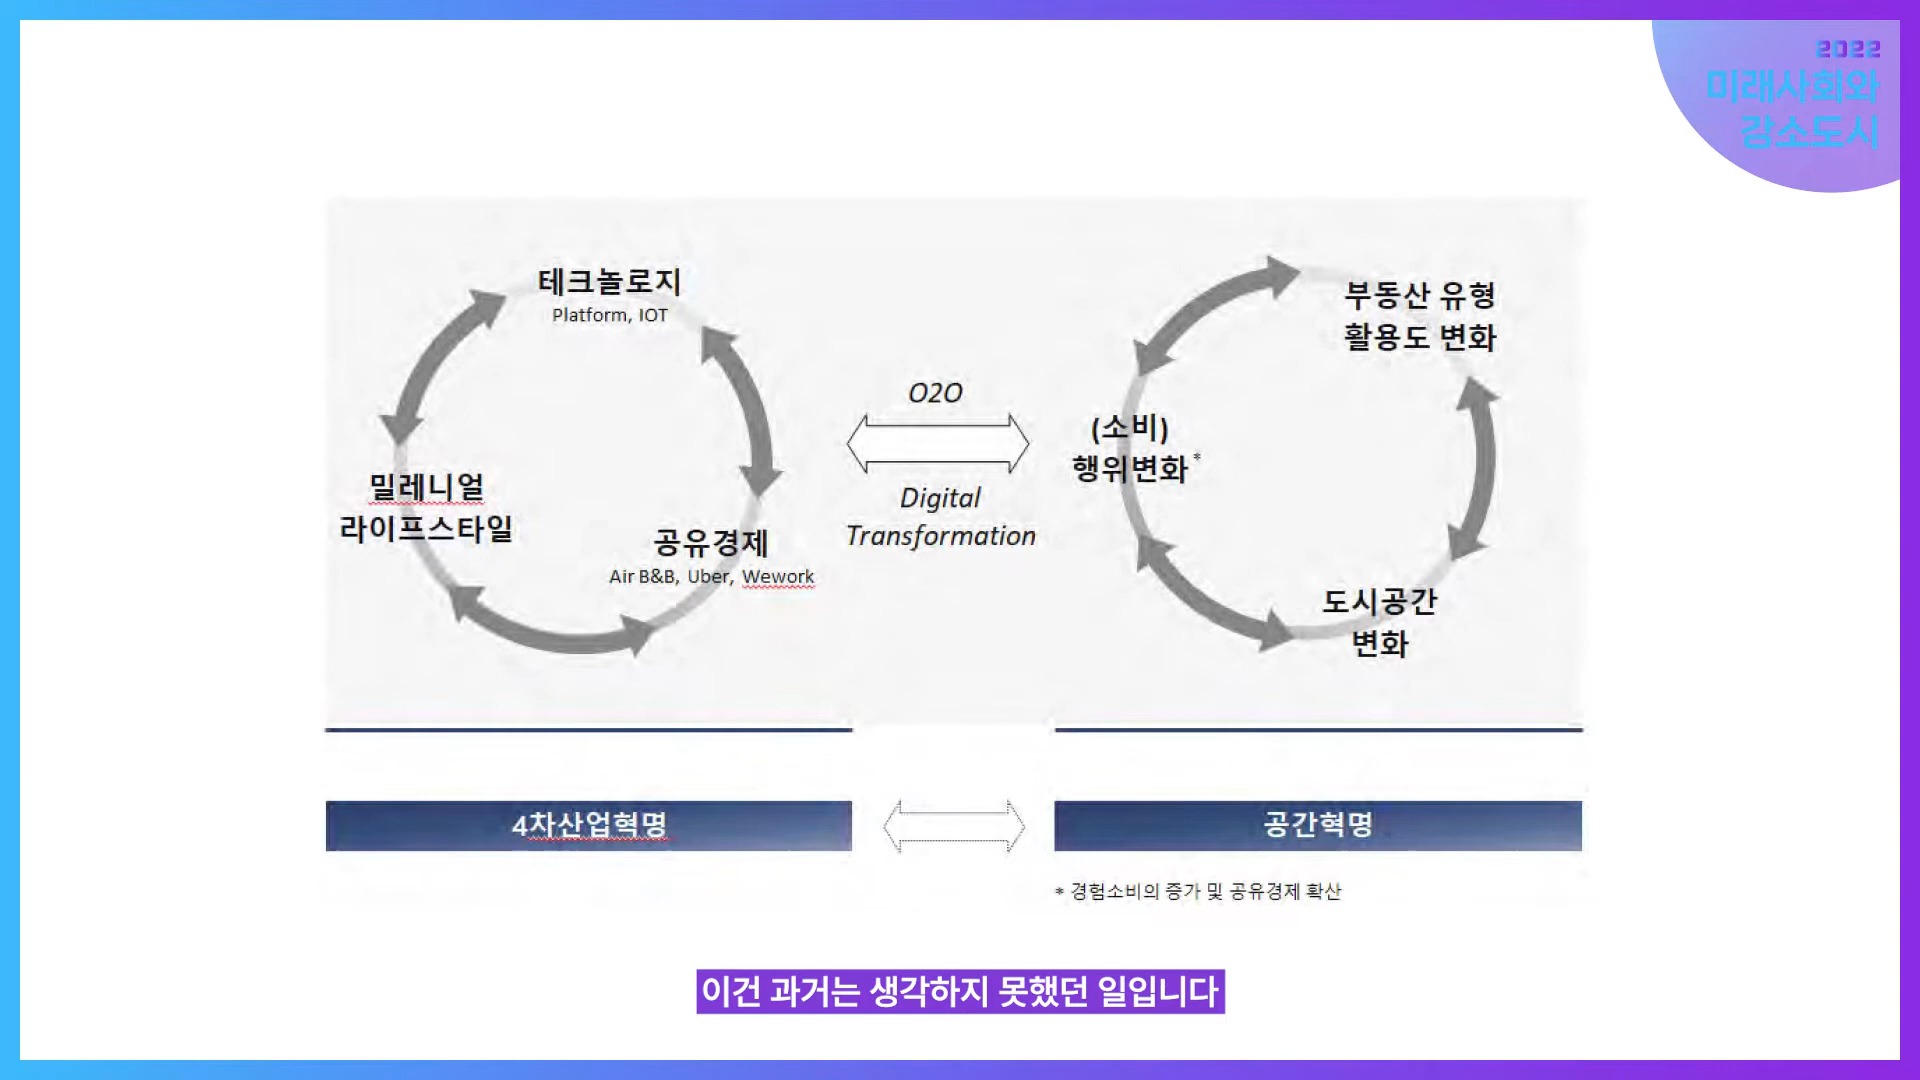 2022
미래사회와
강소도시
테크놀로지
Platform, IOT
밀레니얼
라이프스타일
공유경제
Air B&B, Uber, Wework
O2O
Digital
Transformation
부동산 유형
활용도 변화
(소비)
행위변화*
도시공간
변화
4차산업혁명
공간혁명
* 경험소비의 증가 및 공유경제 확산
이건 과거는 생각하지 못했던 일입니다